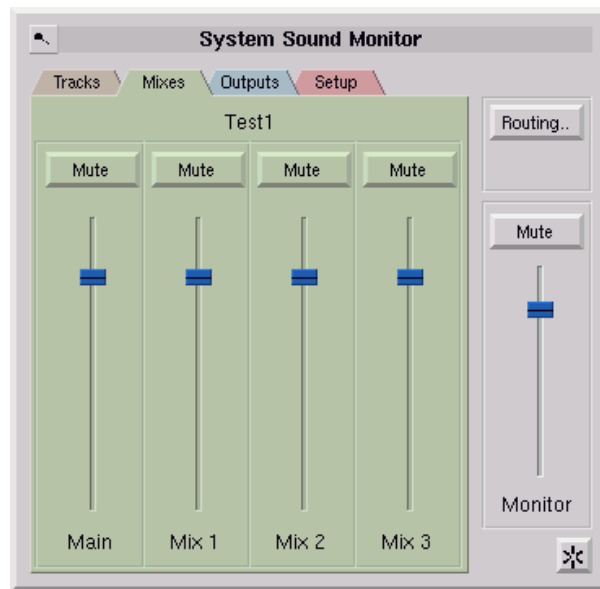 System Sound Monitor
Tracks Mixes Outputs Setup
Test1
Routing..
Mute Mute Mute Mute
Mute
Monitor
Main Mix 1 Mix 2 Mix 3